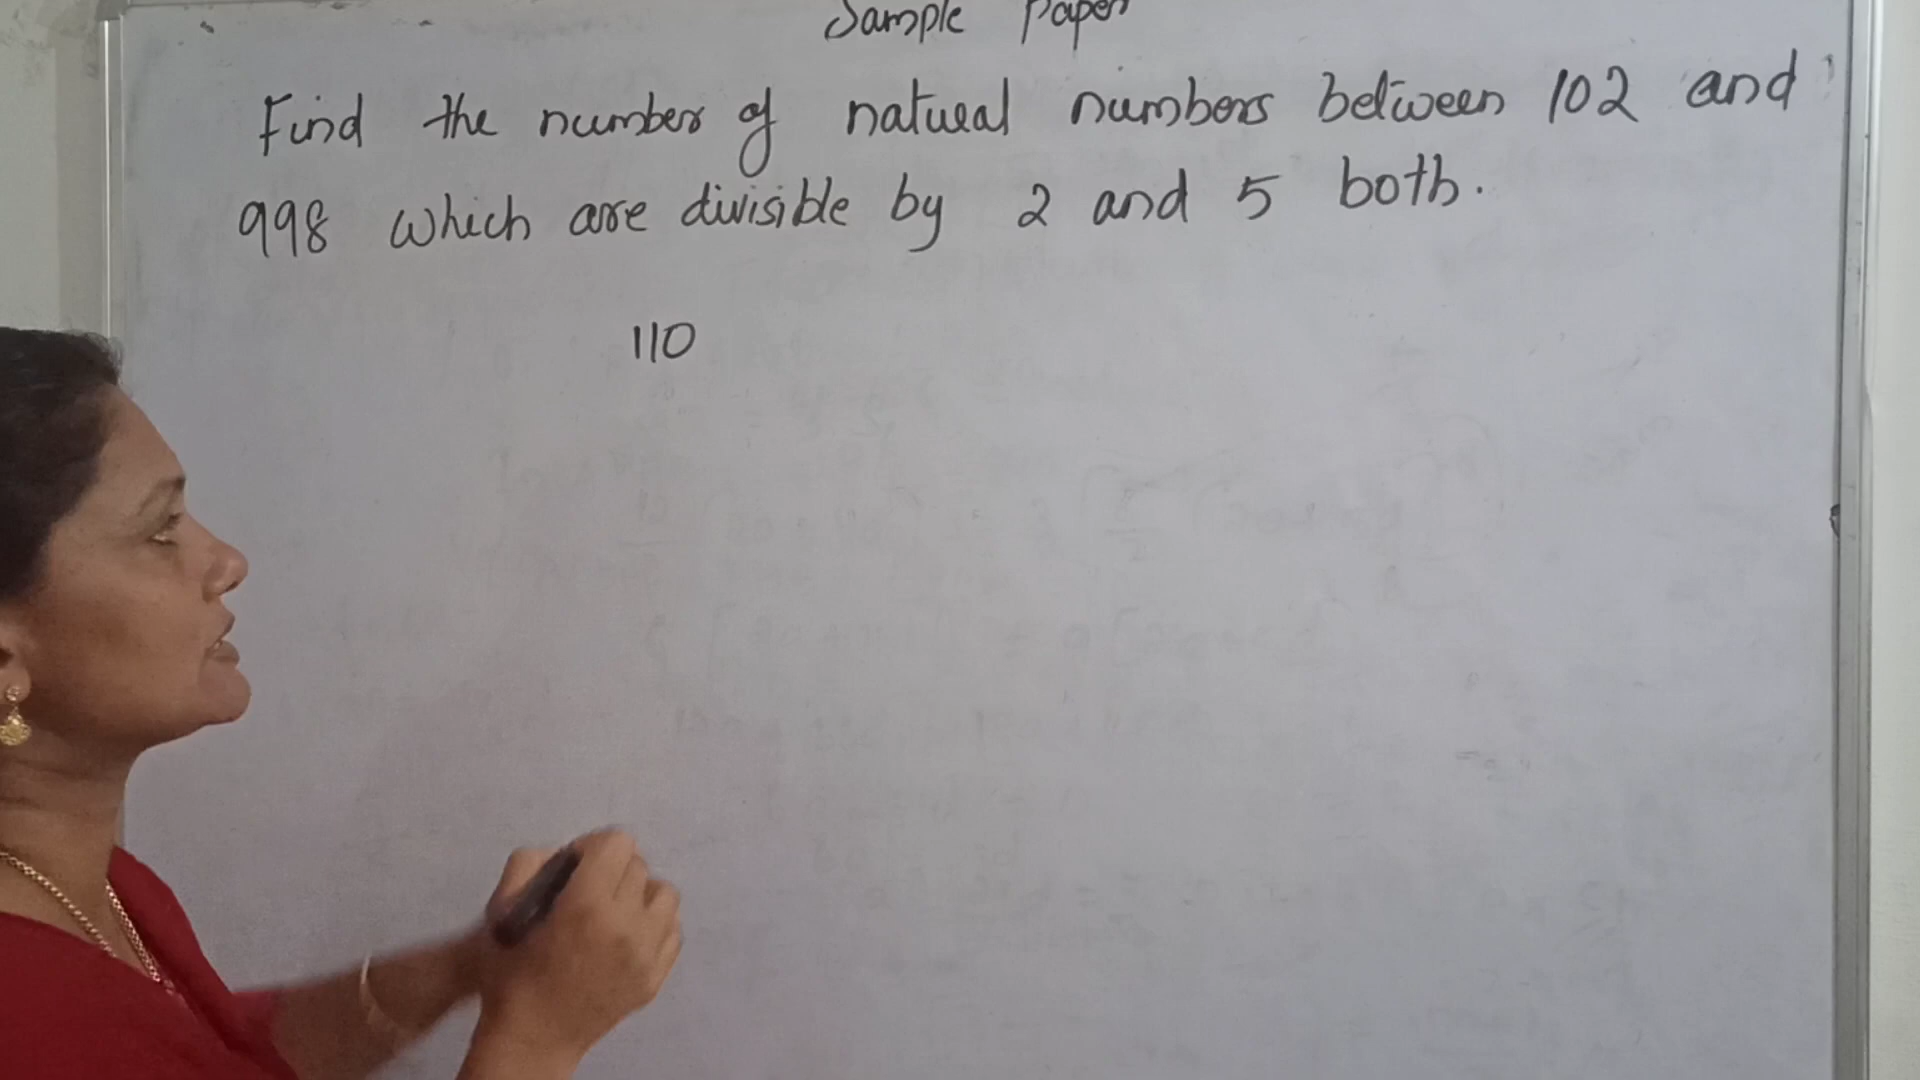 Sample Paper
Find the number of natural numbers between 102 and
998 which are divisible by 2 and 5 both.
110